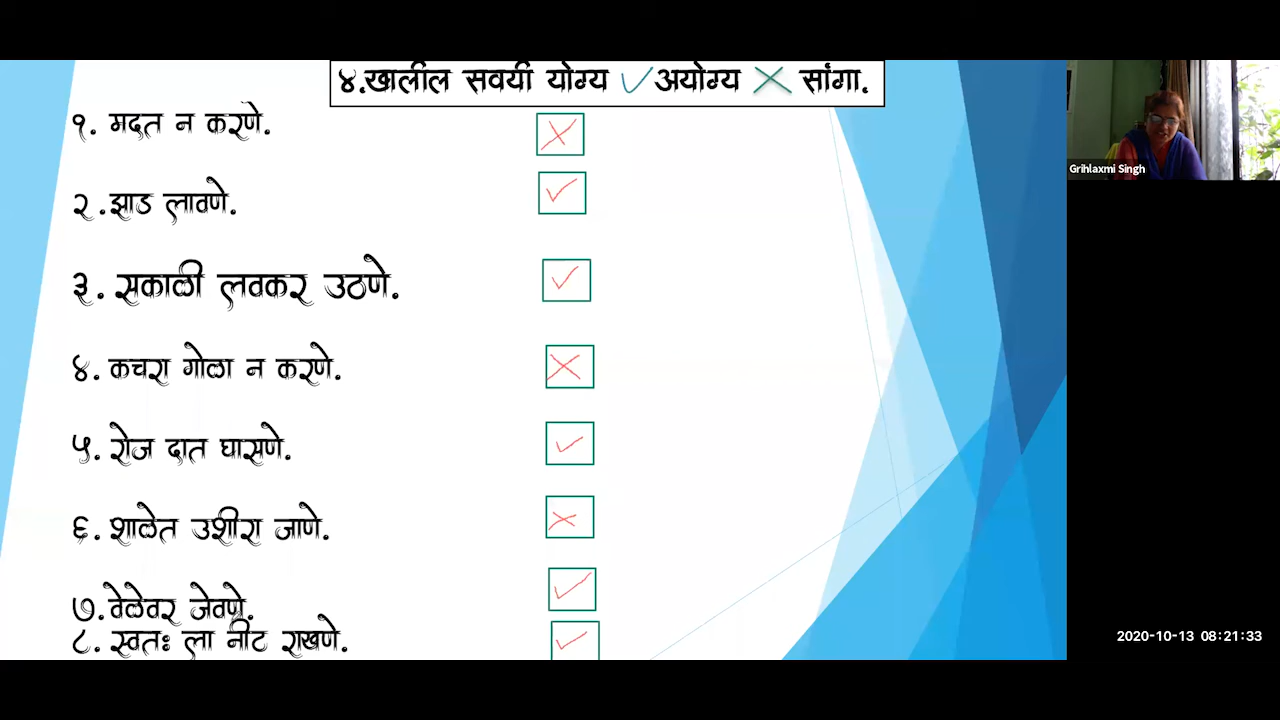 ४.खालील सवयी योग्य ✓अयोग्य ✗ सांगा.
१. मदत न करणे. ✗
२.झाड लावणे. ✓
३. सकाळी लवकर उठणे. ✓
४. कचरा गोला न करणे. ✗
५. रोज दात घासणे. ✓
६. शाळेत उशीरा जाणे. ✗
७.वेळेवर जेवणे. ✓
८. स्वतः ला नीट राखणे. ✓
Grihlaxmi Singh
2020-10-13 08:21:33